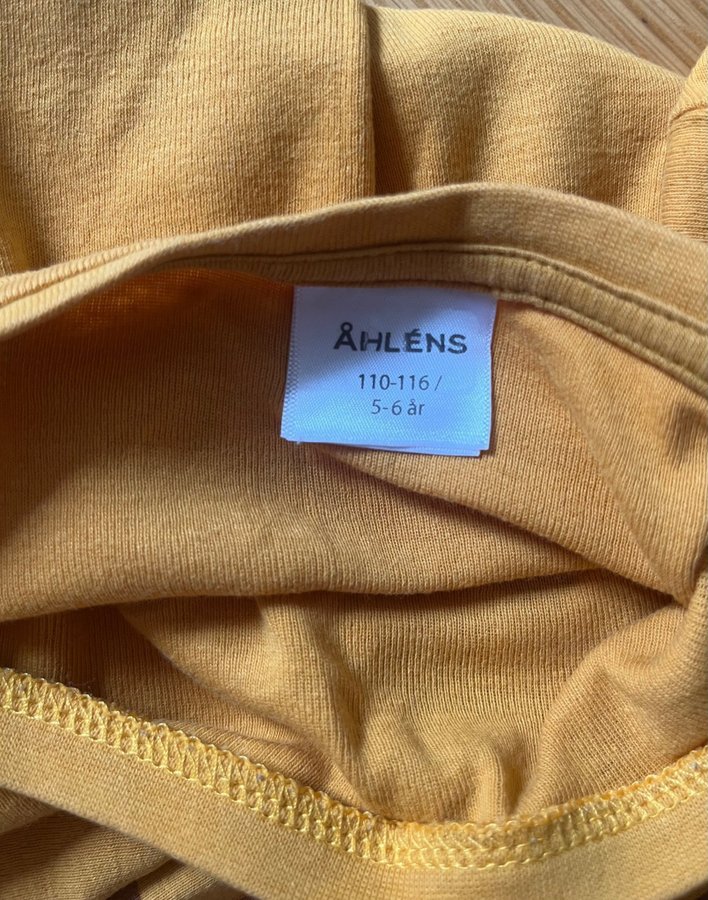 ÅHLÉNS
110-116 /
5-6 år